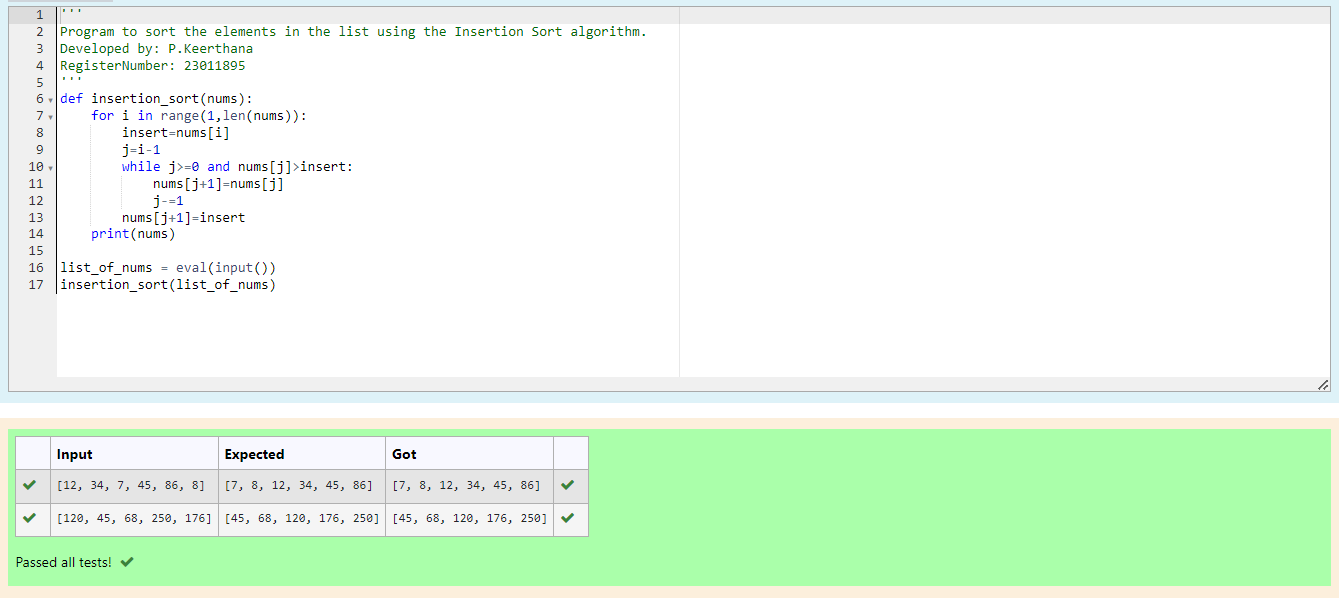 1 '''
2 Program to sort the elements in the list using the Insertion Sort algorithm.
3 Developed by: P.Keerthana
4 RegisterNumber: 23011895
5 '''
6 def insertion_sort(nums):
7     for i in range(1,len(nums)):
8         insert=nums[i]
9         j=i-1
10         while j>=0 and nums[j]>insert:
11             nums[j+1]=nums[j]
12             j-=1
13         nums[j+1]=insert
14     print(nums)
15
16 list_of_nums = eval(input())
17 insertion_sort(list_of_nums)
Input Expected Got
[12, 34, 7, 45, 86, 8] [7, 8, 12, 34, 45, 86] [7, 8, 12, 34, 45, 86]
[120, 45, 68, 250, 176] [45, 68, 120, 176, 250] [45, 68, 120, 176, 250]
Passed all tests!